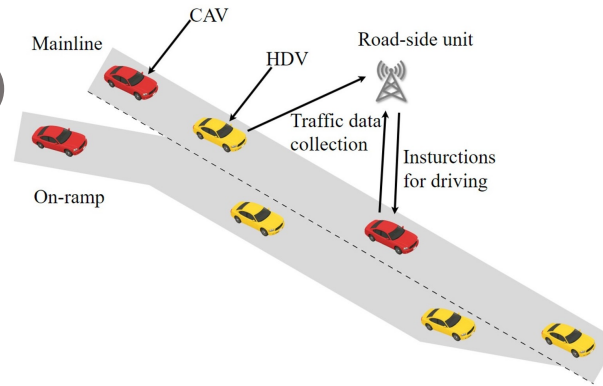 CAV
Mainline
Road-side unit
HDV
Traffic data
collection
Insturctions
for driving
On-ramp